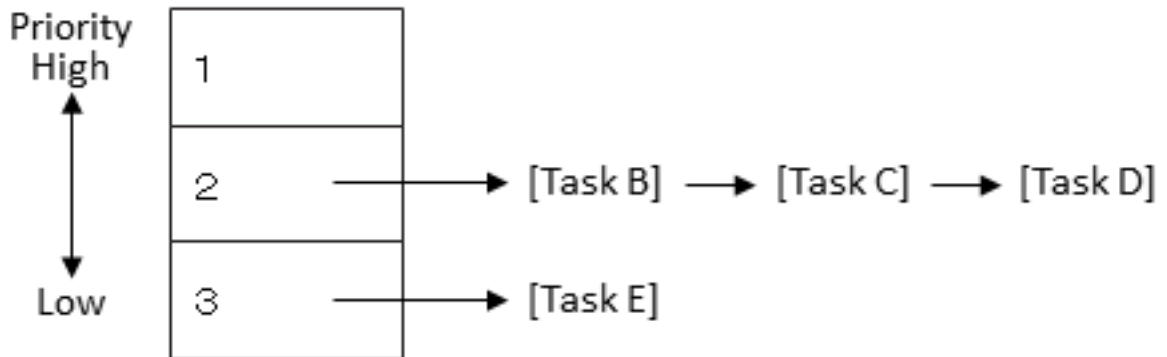 Priority
High
1
2
[Task B]
[Task C]
[Task D]
Low
3
[Task E]